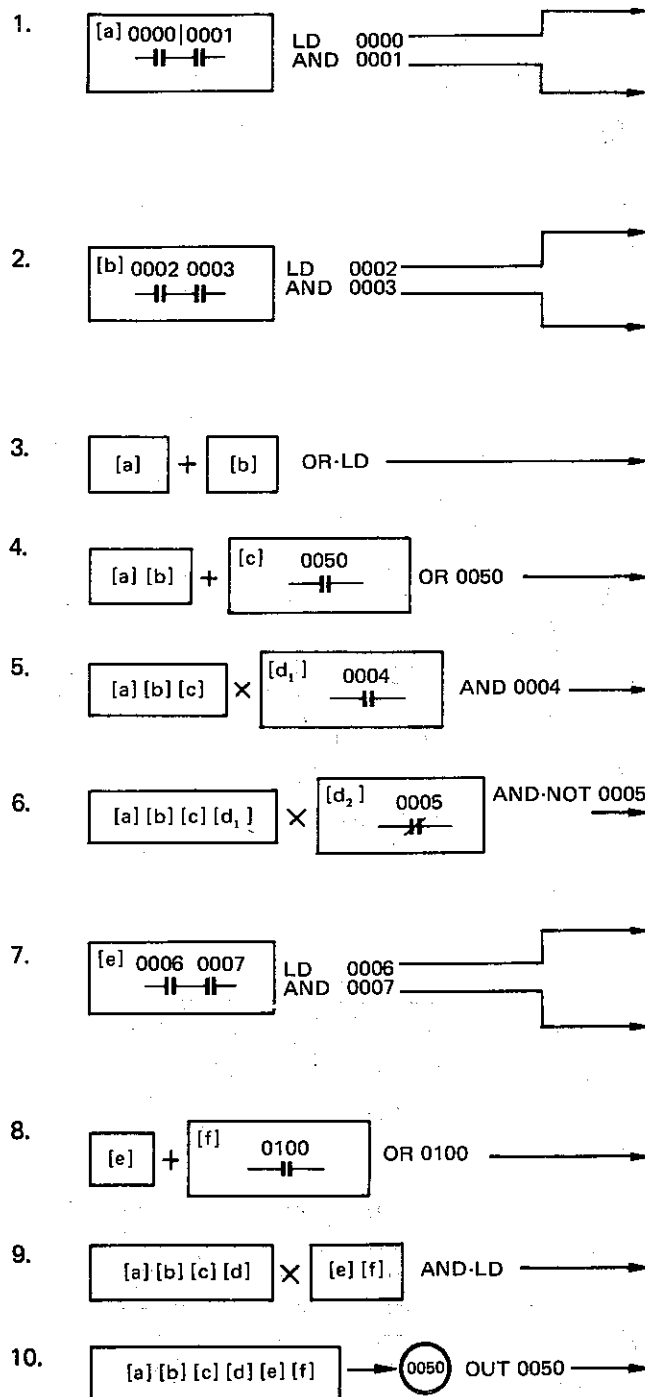 1.
[a] 0000|0001
LD 0000
AND 0001
2.
[b] 0002 0003
LD 0002
AND 0003
3.
[a] + [b] OR·LD
4.
[a] [b] + [c} 0050 OR 0050
5.
[a] [b] [c] × [d₁] 0004 AND 0004
6.
[a] [b] [c] [d₁] × [d₂] 0005 AND·NOT 0005
7.
[e] 0006 0007
LD 0006
AND 0007
8.
[e] + [f] 0100 OR 0100
9.
[a] [b] [c] [d] × [e] [f] AND·LD
10.
[a] [b] [c] [d] [e] [f] 0050 OUT 0050